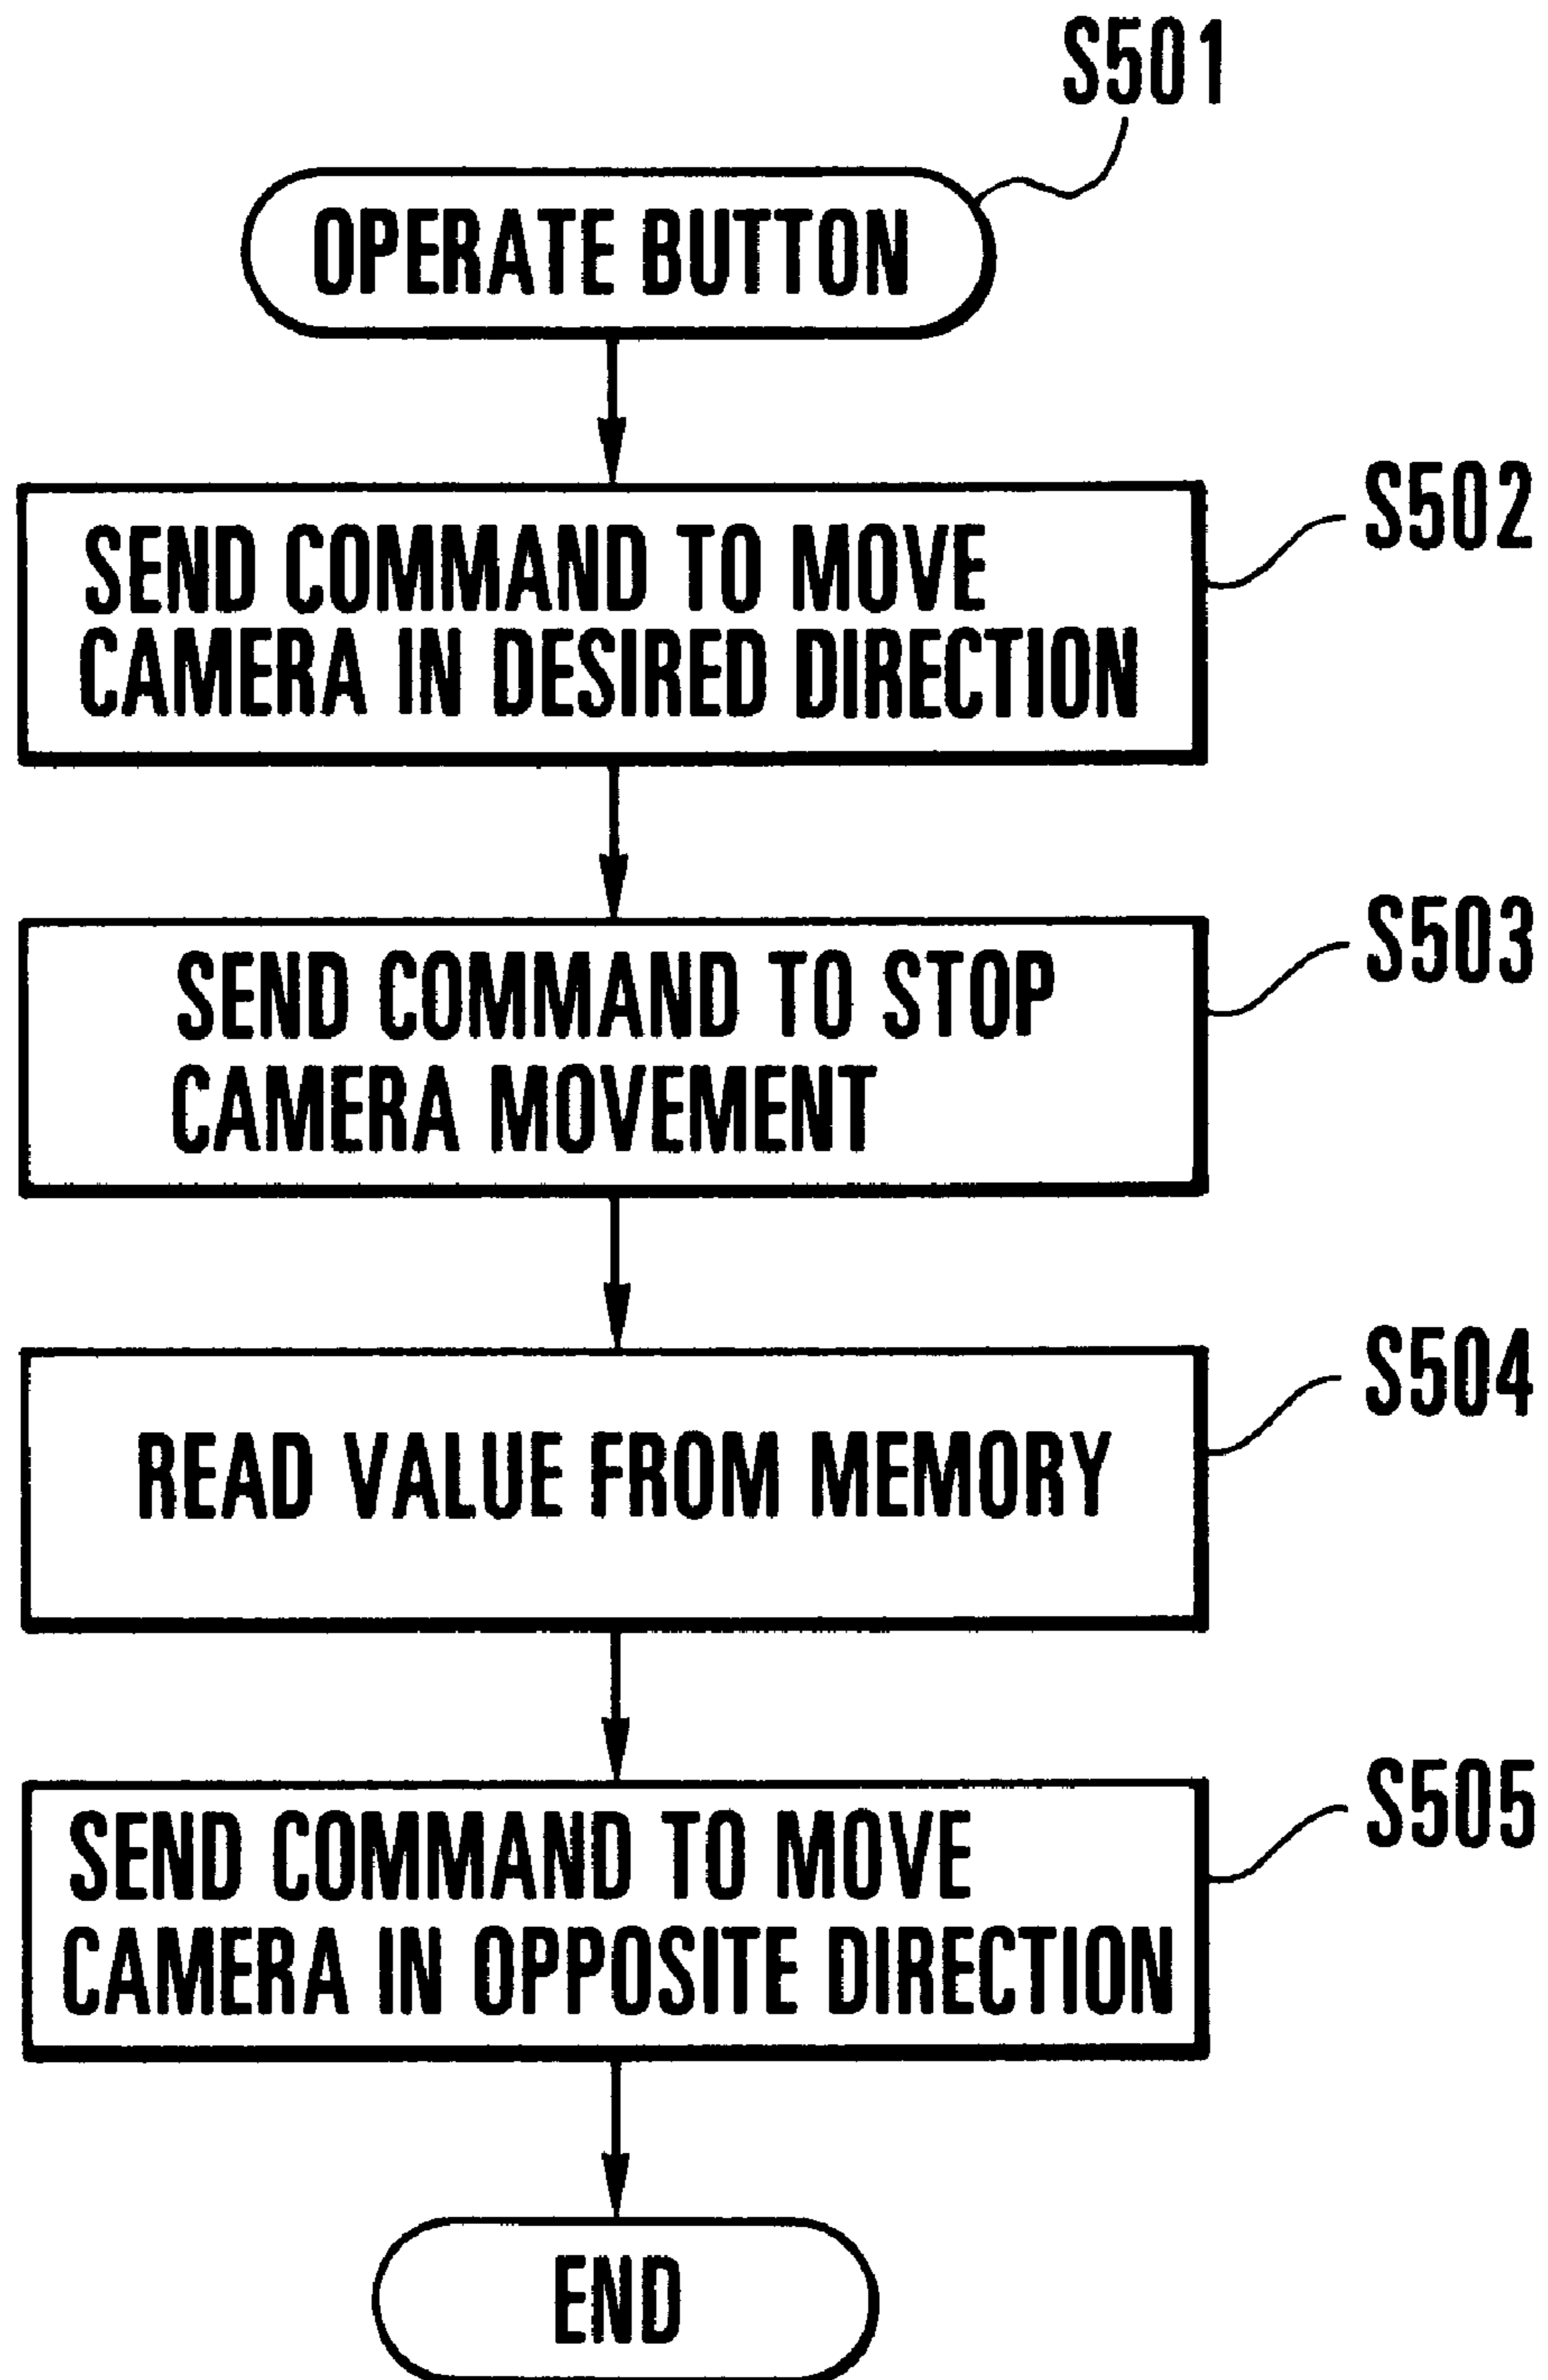 S501
OPERATE BUTTON
S502
SEND COMMAND TO MOVE
CAMERA IN DESIRED DIRECTION
S503
SEND COMMAND TO STOP
CAMERA MOVEMENT
S504
READ VALUE FROM MEMORY
S505
SEND COMMAND TO MOVE
CAMERA IN OPPOSITE DIRECTION
END